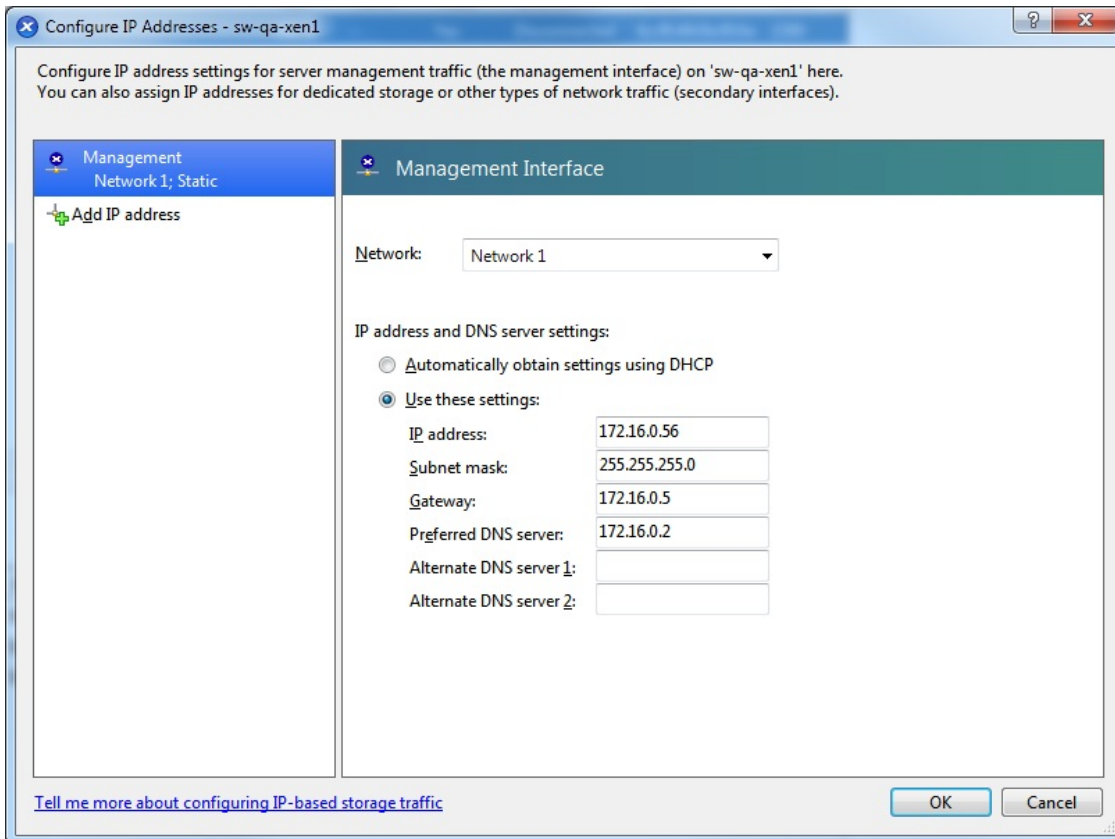 Configure IP Addresses - sw-qa-xen1
Configure IP address settings for server management traffic (the management interface) on 'sw-qa-xen1' here.
You can also assign IP addresses for dedicated storage or other types of network traffic (secondary interfaces).
Management
Network 1; Static
Add IP address
Management Interface
Network: Network 1
IP address and DNS server settings:
Automatically obtain settings using DHCP
Use these settings:
IP address: 172.16.0.56
Subnet mask: 255.255.255.0
Gateway: 172.16.0.5
Preferred DNS server: 172.16.0.2
Alternate DNS server 1:
Alternate DNS server 2:
Tell me more about configuring IP-based storage traffic
OK Cancel